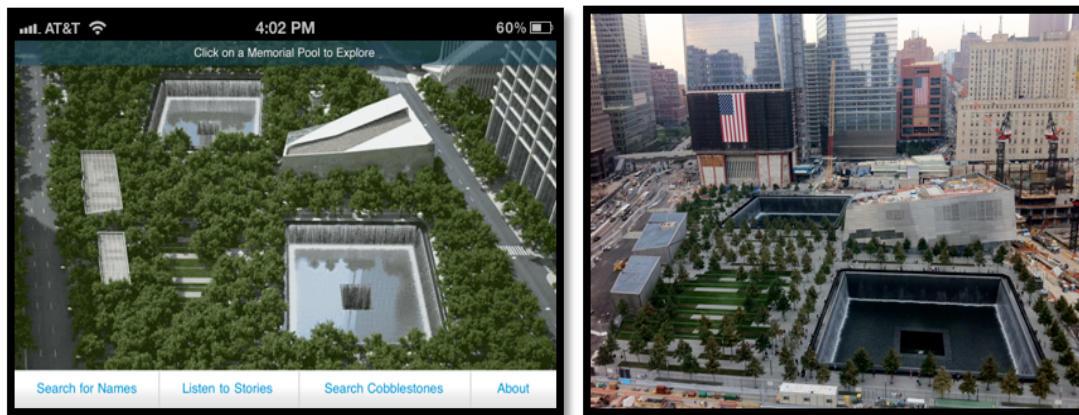 AT&T 4:02 PM 60%
Click on a Memorial Pool to Explore
Search for Names Listen to Stories Search Cobblestones About